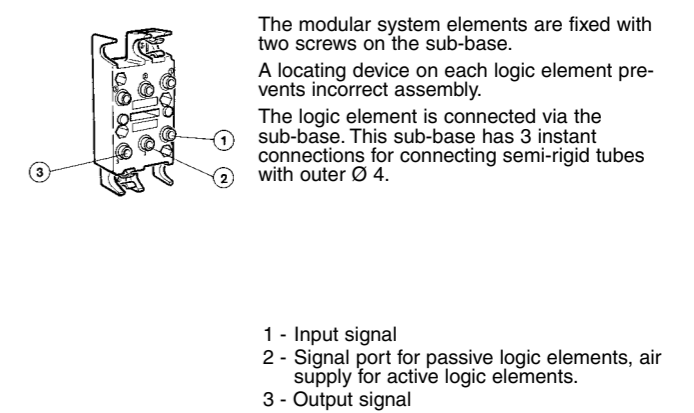 The modular system elements are fixed with
two screws on the sub-base.
A locating device on each logic element pre-
vents incorrect assembly.
The logic element is connected via the
sub-base. This sub-base has 3 instant
connections for connecting semi-rigid tubes
with outer Ø 4.
1
3
2
1 - Input signal
2 - Signal port for passive logic elements, air
supply for active logic elements.
3 - Output signal